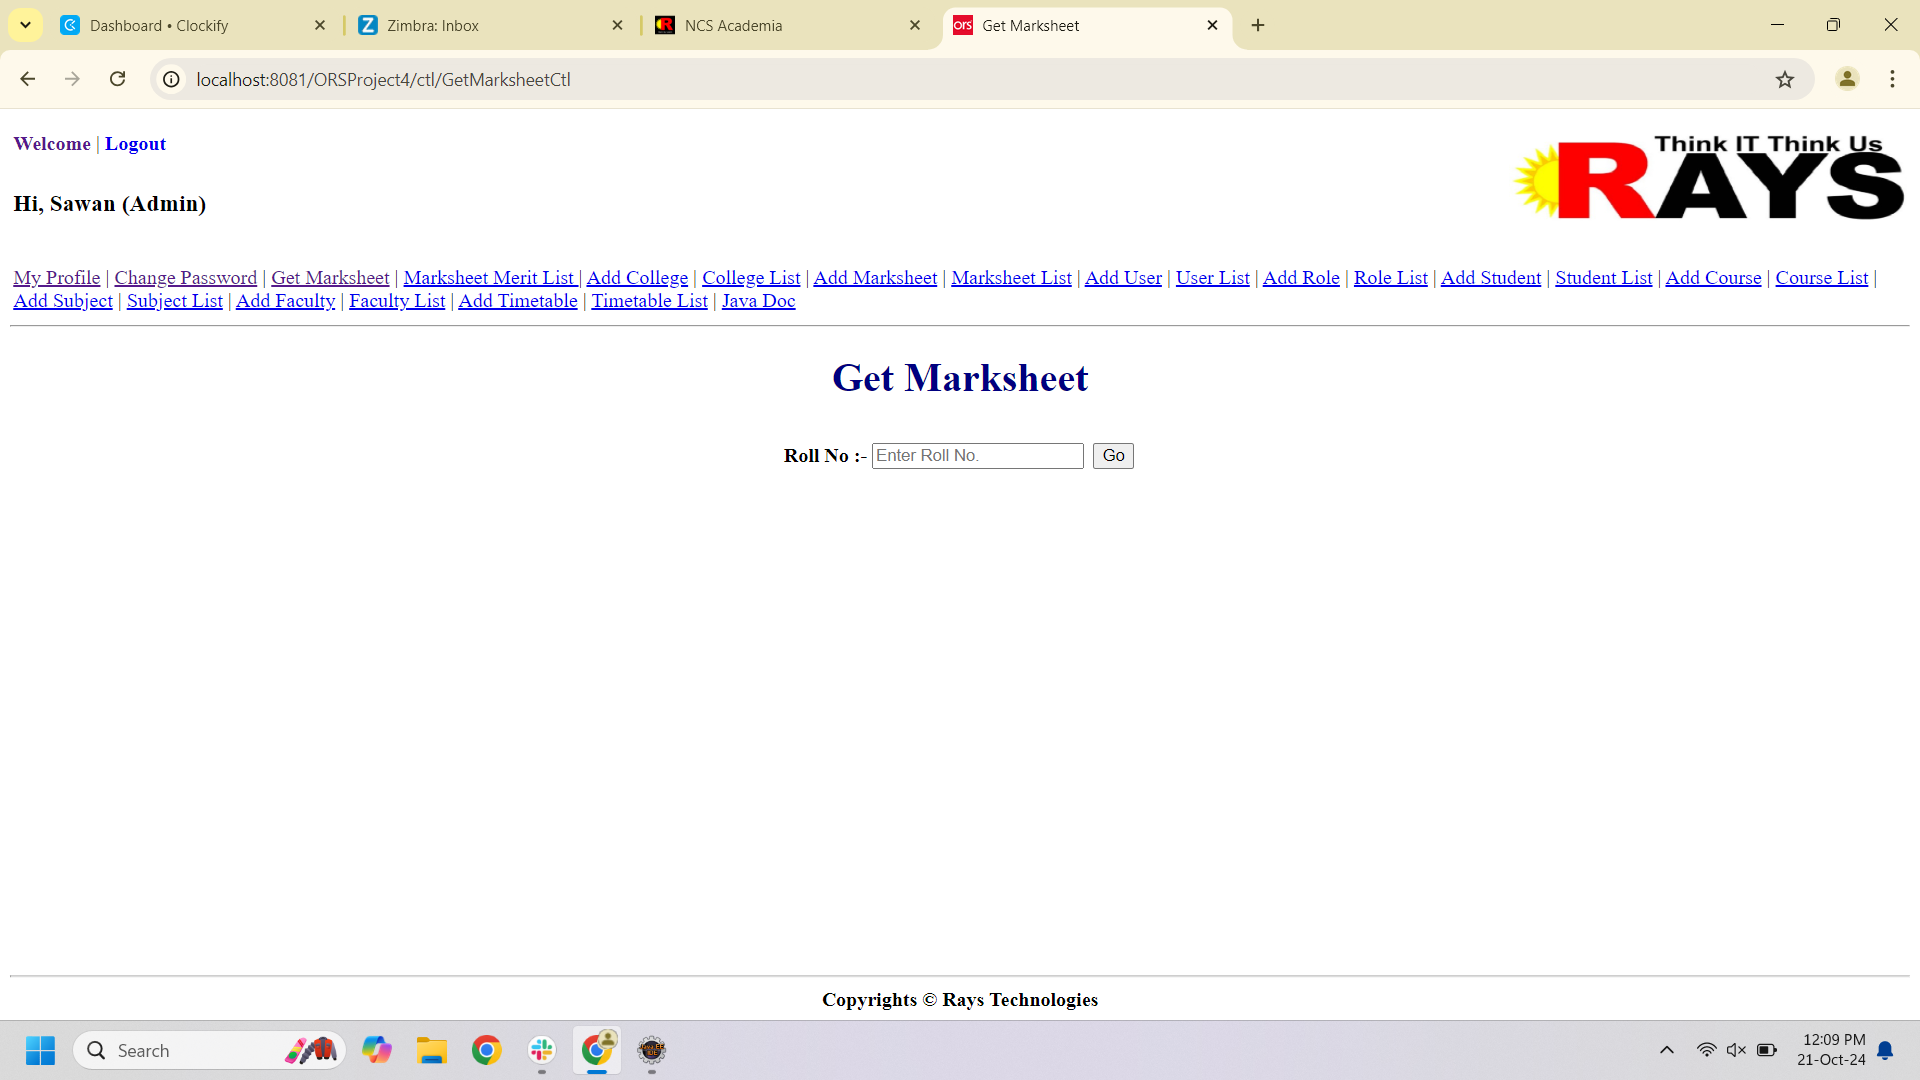 Dashboard • Clockify
Zimbra: Inbox
NCS Academia
ors Get Marksheet
localhost:8081/ORSProject4/ctl/GetMarksheetCtl
Welcome | Logout
Think IT Think Us
RAYS
Hi, Sawan (Admin)
My Profile | Change Password | Get Marksheet | Marksheet Merit List | Add College | College List | Add Marksheet | Marksheet List | Add User | User List | Add Role | Role List | Add Student | Student List | Add Course | Course List |
Add Subject | Subject List | Add Faculty | Faculty List | Add Timetable | Timetable List | Java Doc
Get Marksheet
Roll No :- Enter Roll No. Go
Copyrights © Rays Technologies
Search
12:09 PM
21-Oct-24